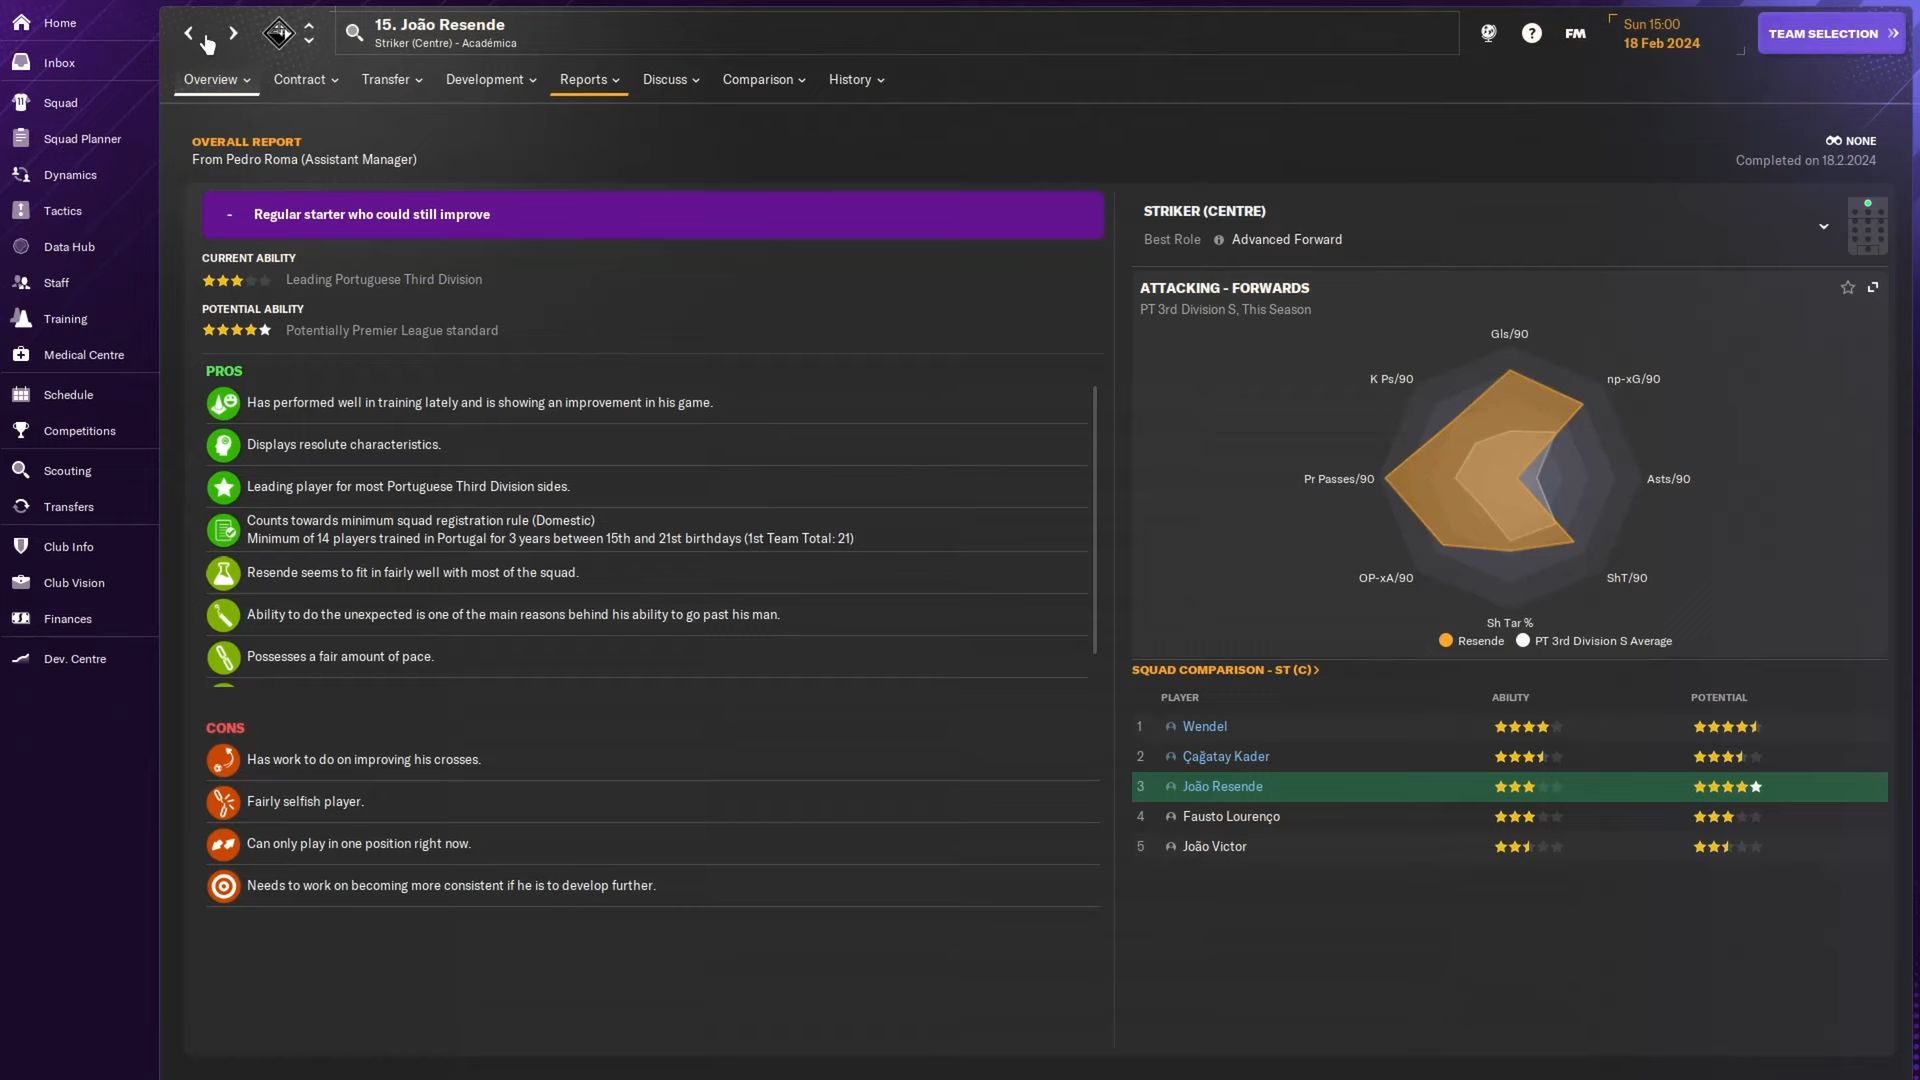 Home
Inbox
Squad
Squad Planner
Dynamics
Tactics
Data Hub
Staff
Training
Medical Centre
Schedule
Competitions
Scouting
Transfers
Club Info
Club Vision
Finances
Dev. Centre
15. João Resende
Striker (Centre) - Académica
FM
Sun 15:00
18 Feb 2024
TEAM SELECTION
Overview Contract Transfer Development Reports Discuss Comparison History
OVERALL REPORT
From Pedro Roma (Assistant Manager)
NONE
Completed on 18.2.2024
- Regular starter who could still improve
CURRENT ABILITY
Leading Portuguese Third Division
POTENTIAL ABILITY
Potentially Premier League standard
PROS
Has performed well in training lately and is showing an improvement in his game.
Displays resolute characteristics.
Leading player for most Portuguese Third Division sides.
Counts towards minimum squad registration rule (Domestic)
Minimum of 14 players trained in Portugal for 3 years between 15th and 21st birthdays (1st Team Total: 21)
Resende seems to fit in fairly well with most of the squad.
Ability to do the unexpected is one of the main reasons behind his ability to go past his man.
Possesses a fair amount of pace.
CONS
Has work to do on improving his crosses.
Fairly selfish player.
Can only play in one position right now.
Needs to work on becoming more consistent if he is to develop further.
STRIKER (CENTRE)
Best Role Advanced Forward
ATTACKING - FORWARDS
PT 3rd Division S, This Season
Gls/90
K Ps/90
np-xG/90
Pr Passes/90
Asts/90
OP-xA/90
ShT/90
Sh Tar %
Resende PT 3rd Division S Average
SQUAD COMPARISON - ST (C)>
PLAYER ABILITY POTENTIAL
1 Wendel
2 Çağatay Kader
3 João Resende
4 Fausto Lourenço
5 João Victor